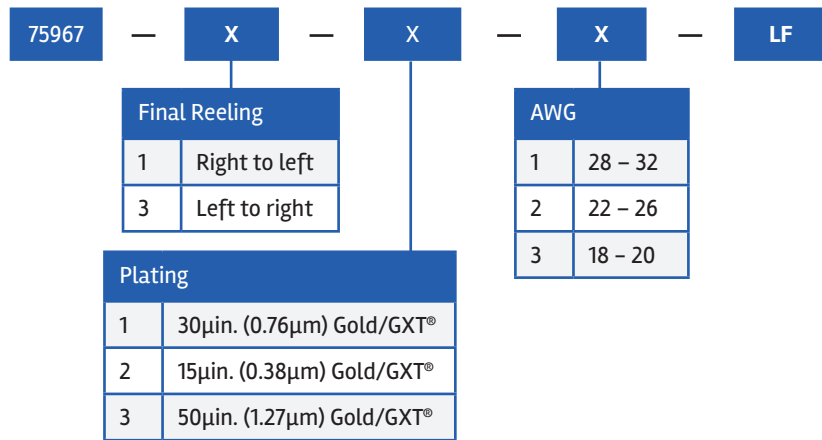 75967 — X — X — X — LF
Final Reeling
1 Right to left
3 Left to right
AWG
1 28 – 32
2 22 – 26
3 18 – 20
Plating
1 30µin. (0.76µm) Gold/GXT®
2 15µin. (0.38µm) Gold/GXT®
3 50µin. (1.27µm) Gold/GXT®